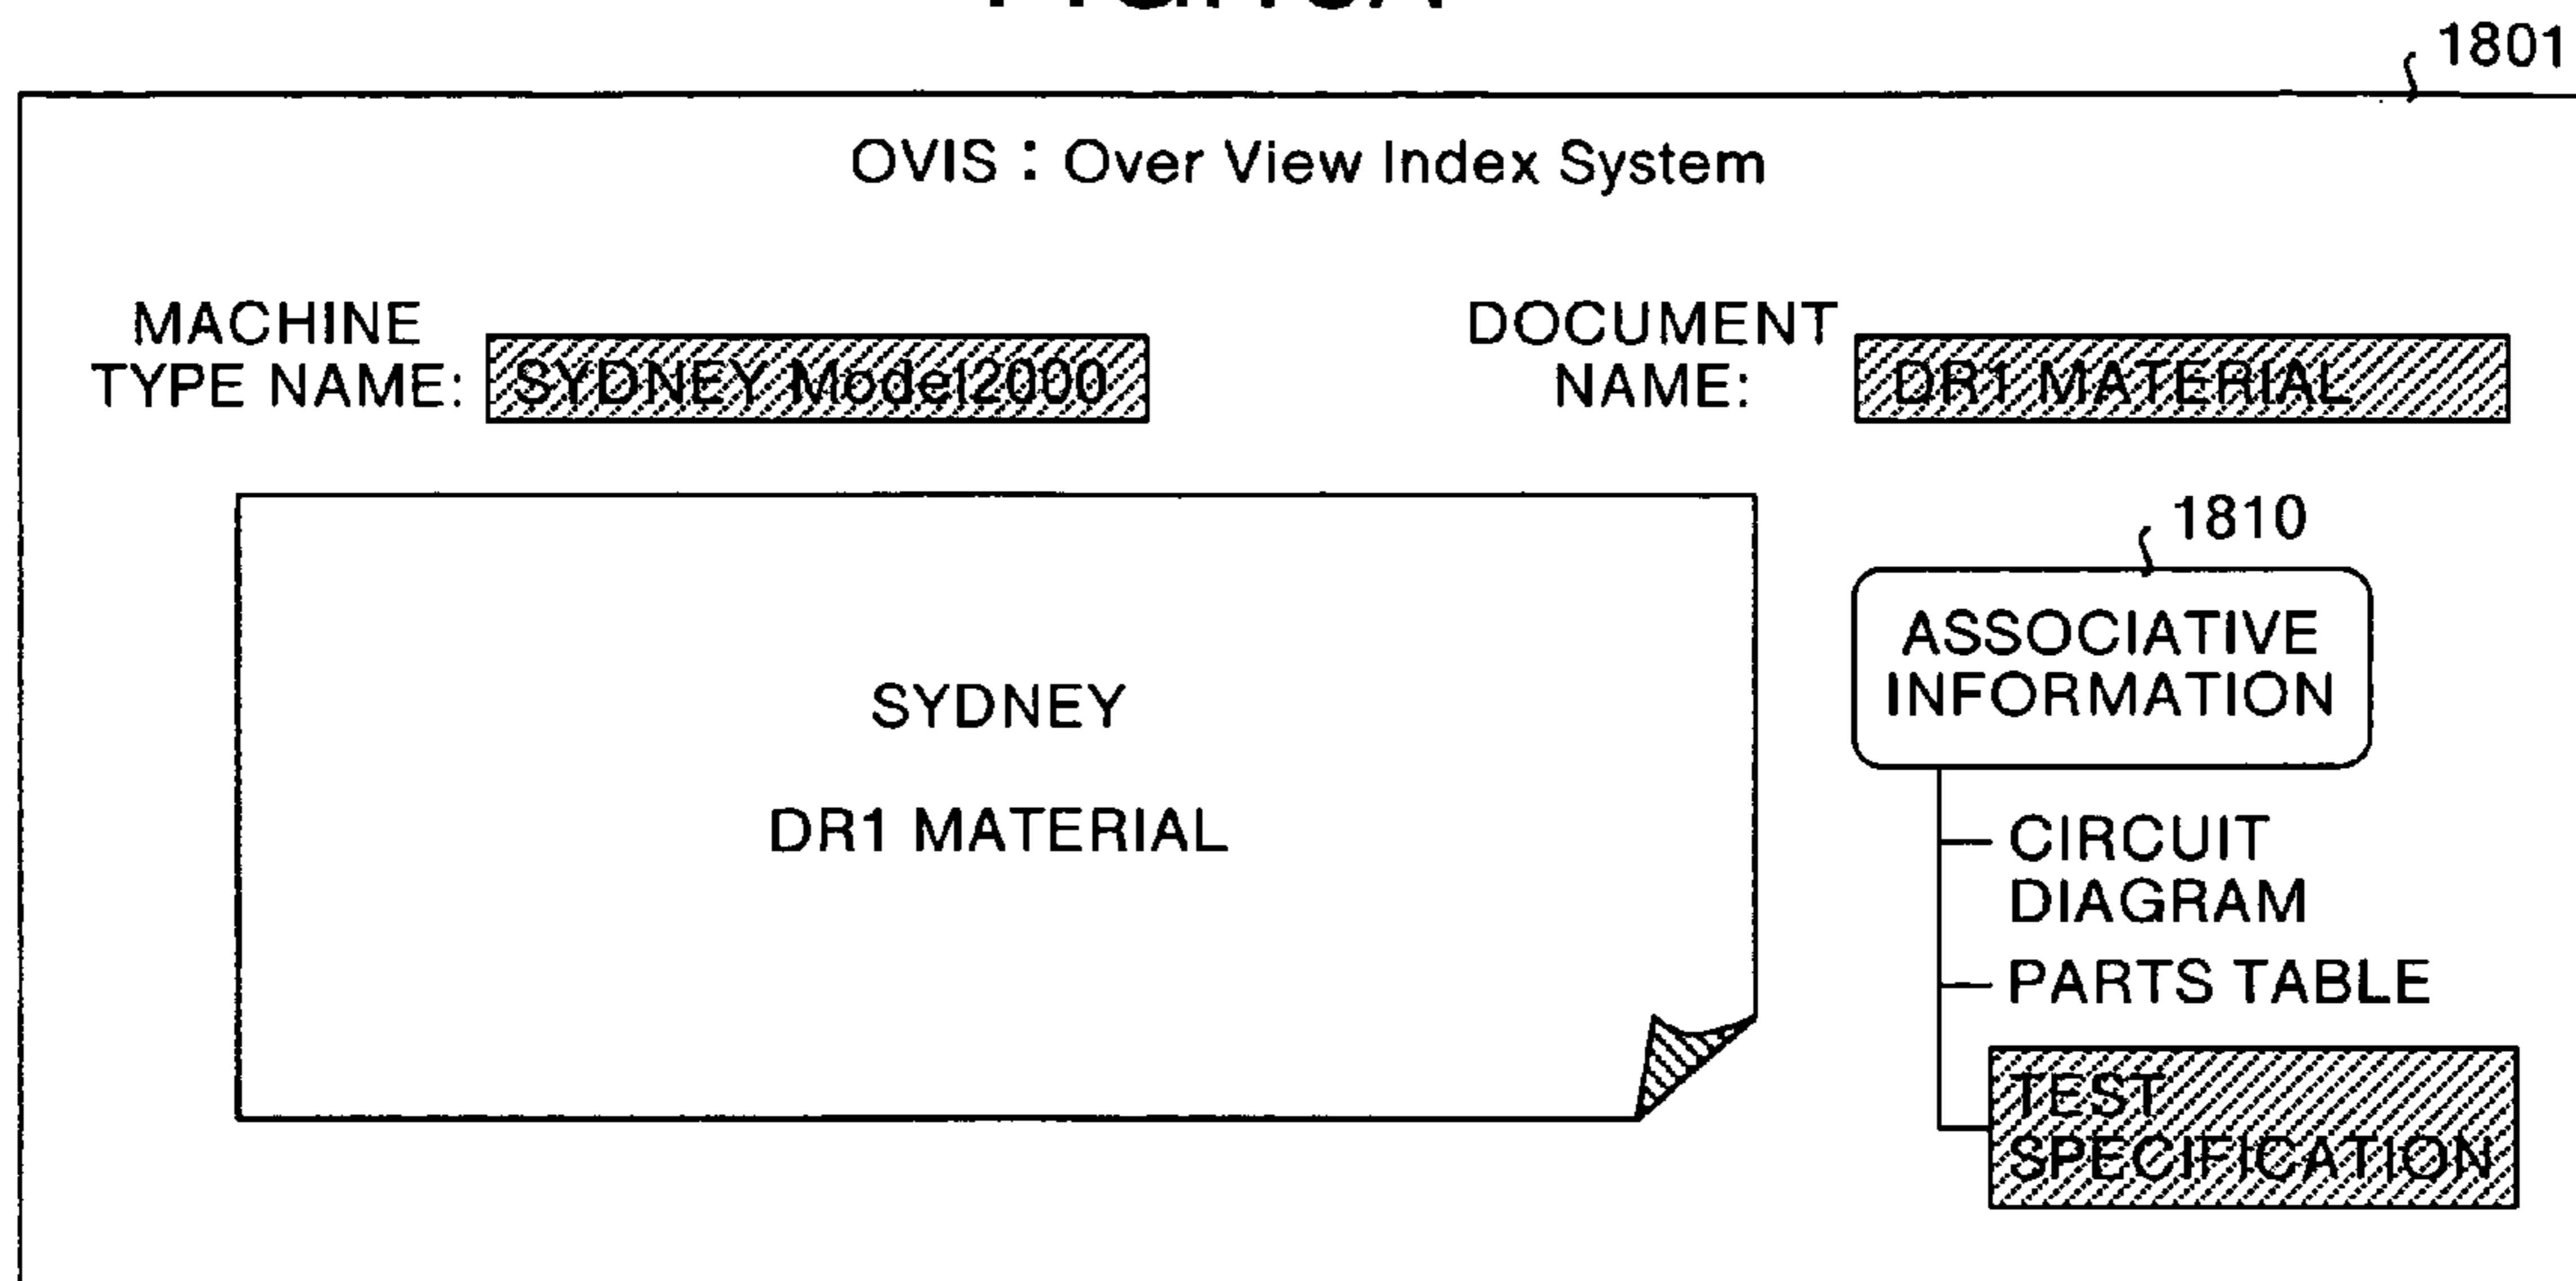 1801
OVIS : Over View Index System
MACHINE
TYPE NAME:
SYDNEY Model2000
DOCUMENT
NAME:
DR1 MATERIAL
SYDNEY
DR1 MATERIAL
1810
ASSOCIATIVE
INFORMATION
CIRCUIT
DIAGRAM
PARTS TABLE
TEST
SPECIFICATION